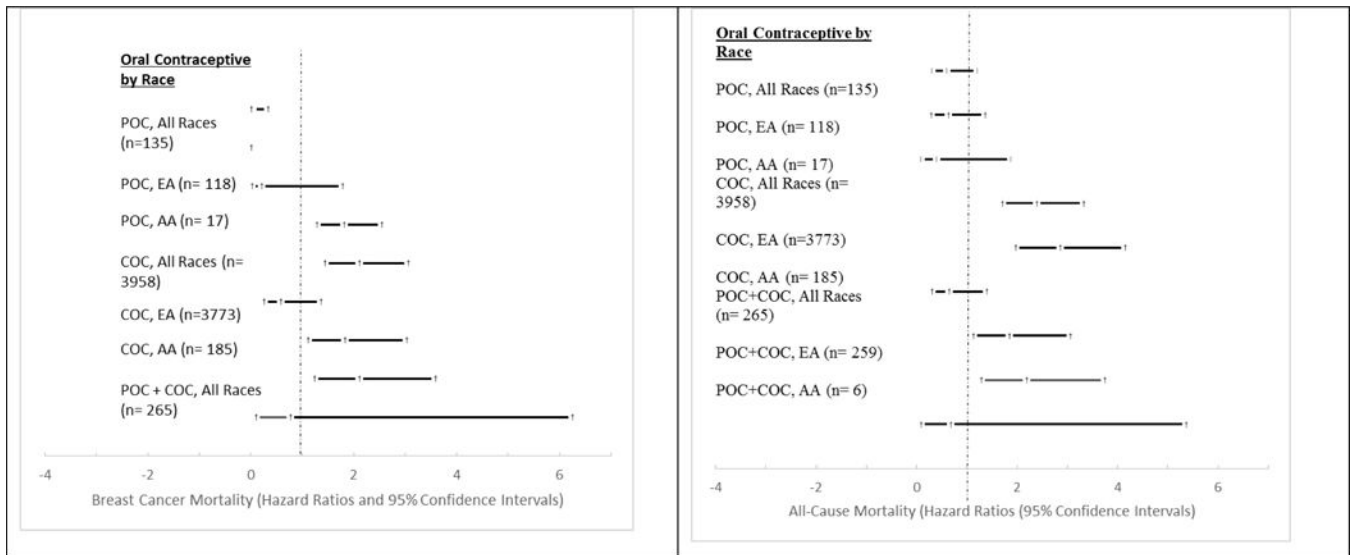 Oral Contraceptive
by Race
POC, All Races
(n=135)
POC, EA (n= 118)
POC, AA (n= 17)
COC, All Races (n=
3958)
COC, EA (n=3773)
COC, AA (n= 185)
POC + COC, All Races
(n= 265)
-4 -2 0 2 4 6
Breast Cancer Mortality (Hazard Ratios and 95% Confidence Intervals)
Oral Contraceptive by
Race
POC, All Races (n=135)
POC, EA (n= 118)
POC, AA (n= 17)
COC, All Races (n=
3958)
COC, EA (n=3773)
COC, AA (n= 185)
POC+COC, All Races
(n= 265)
POC+COC, EA (n= 259)
POC+COC, AA (n= 6)
-4 -2 0 2 4 6
All-Cause Mortality (Hazard Ratios (95% Confidence Intervals)